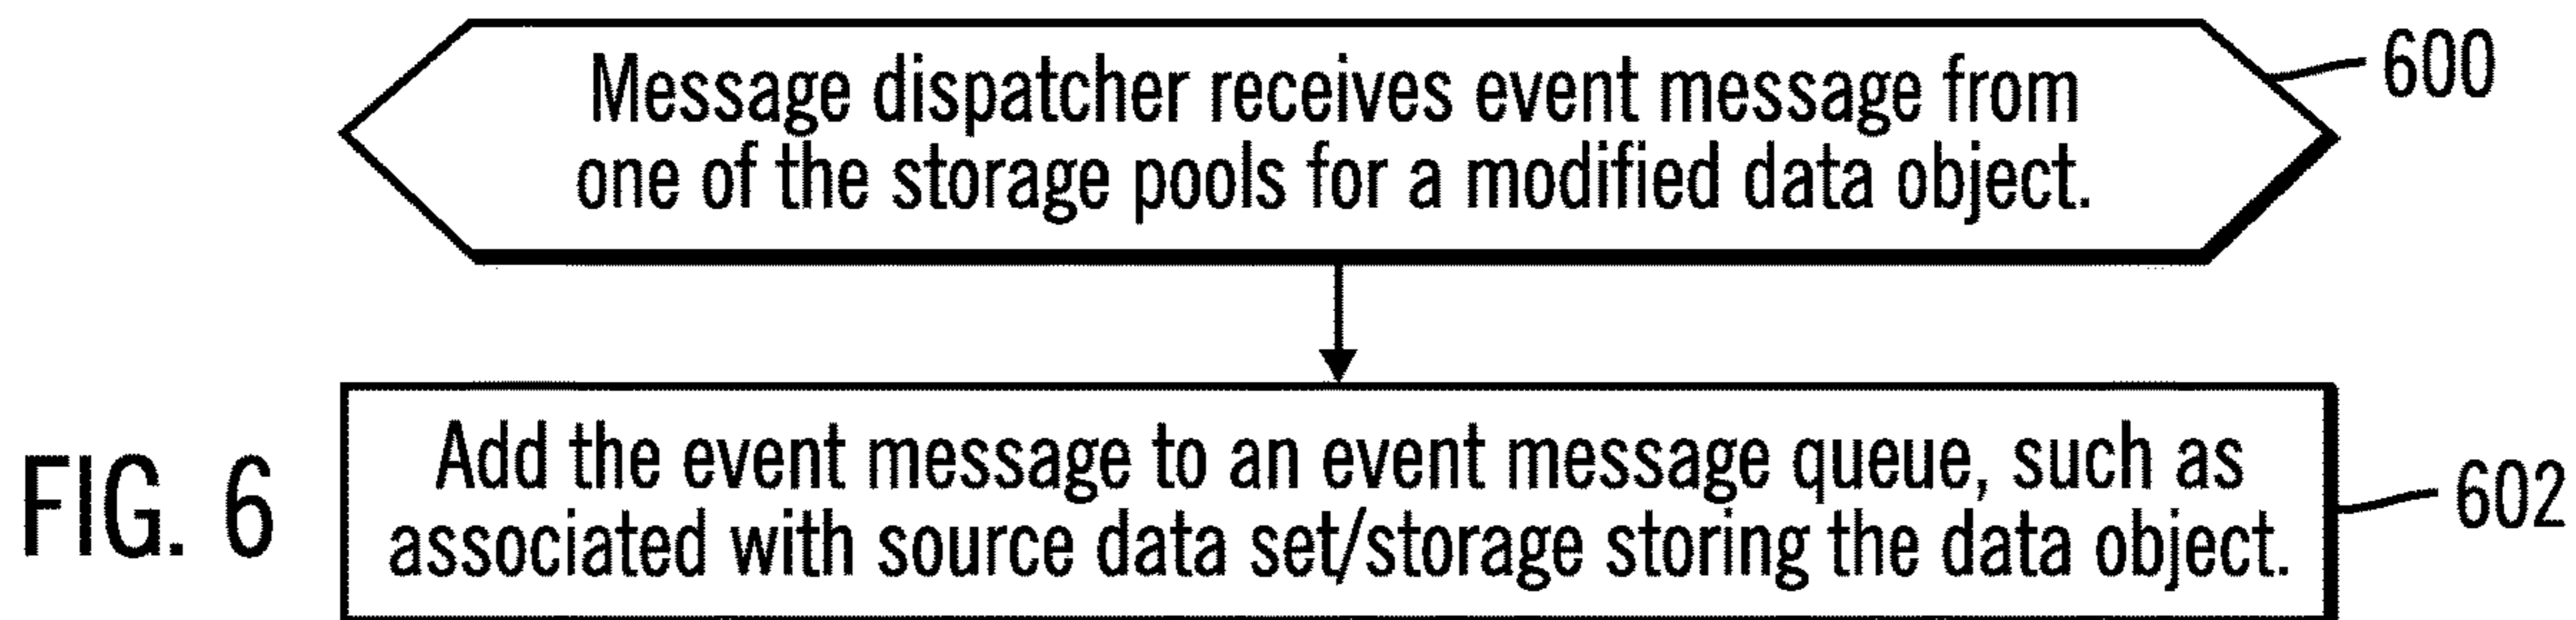 Message dispatcher receives event message from
one of the storage pools for a modified data object.
600
Add the event message to an event message queue, such as
associated with source data set/storage storing the data object.
602
FIG. 6